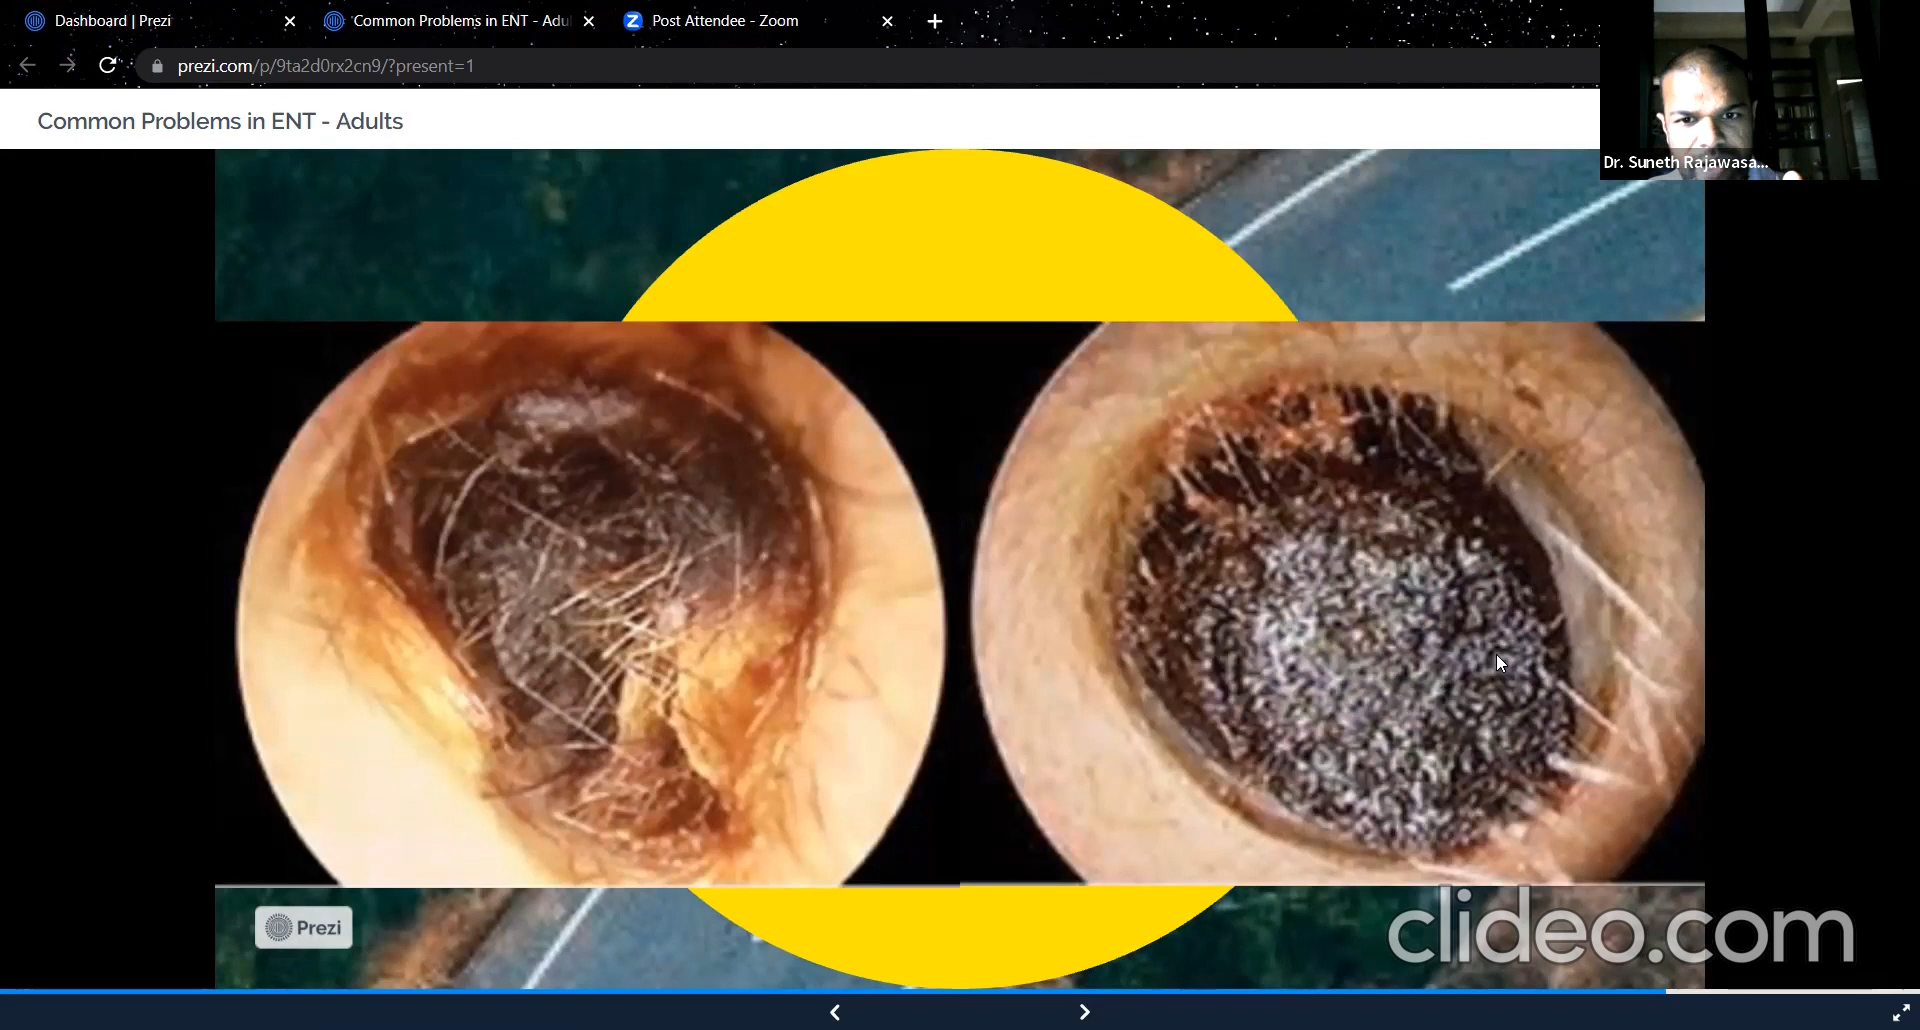 Dashboard | Prezi
Common Problems in ENT - Adu
Post Attendee - Zoom
prezi.com/p/9ta2d0rx2cn9/?present=1
Common Problems in ENT - Adults
Dr. Suneth Rajawasa...
Prezi
clideo.com